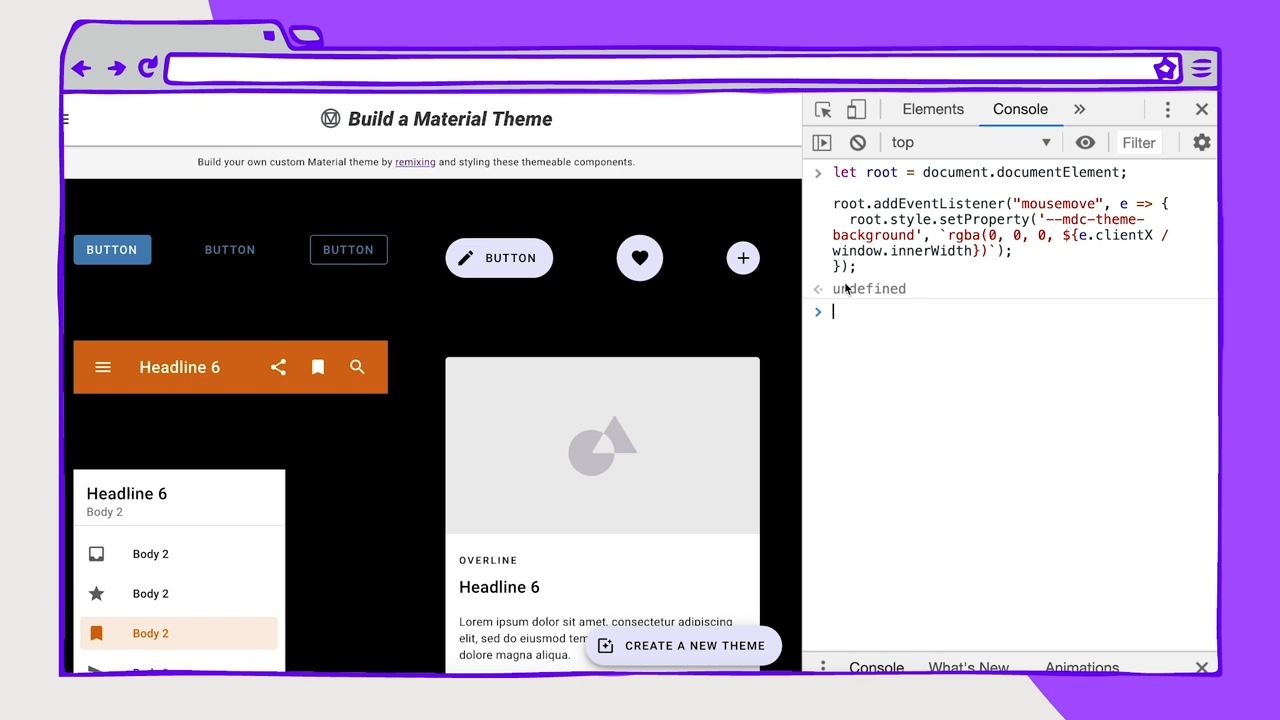 Build a Material Theme
Build your own custom Material theme by remixing and styling these themeable components.
BUTTON BUTTON BUTTON
BUTTON
Headline 6
Headline 6
Body 2
Body 2
Body 2
Body 2
OVERLINE
Headline 6
Lorem ipsum dolor sit amet, consectetur adipiscing
elit, sed do eiusmod tem
dolore magna aliqua.
CREATE A NEW THEME
Elements Console »
top Filter
let root = document.documentElement;
root.addEventListener("mousemove", e => {
root.style.setProperty('--mdc-theme-
background', `rgba(0, 0, 0, ${e.clientX /
window.innerWidth})`);
});
undefined
Console What's New Animations